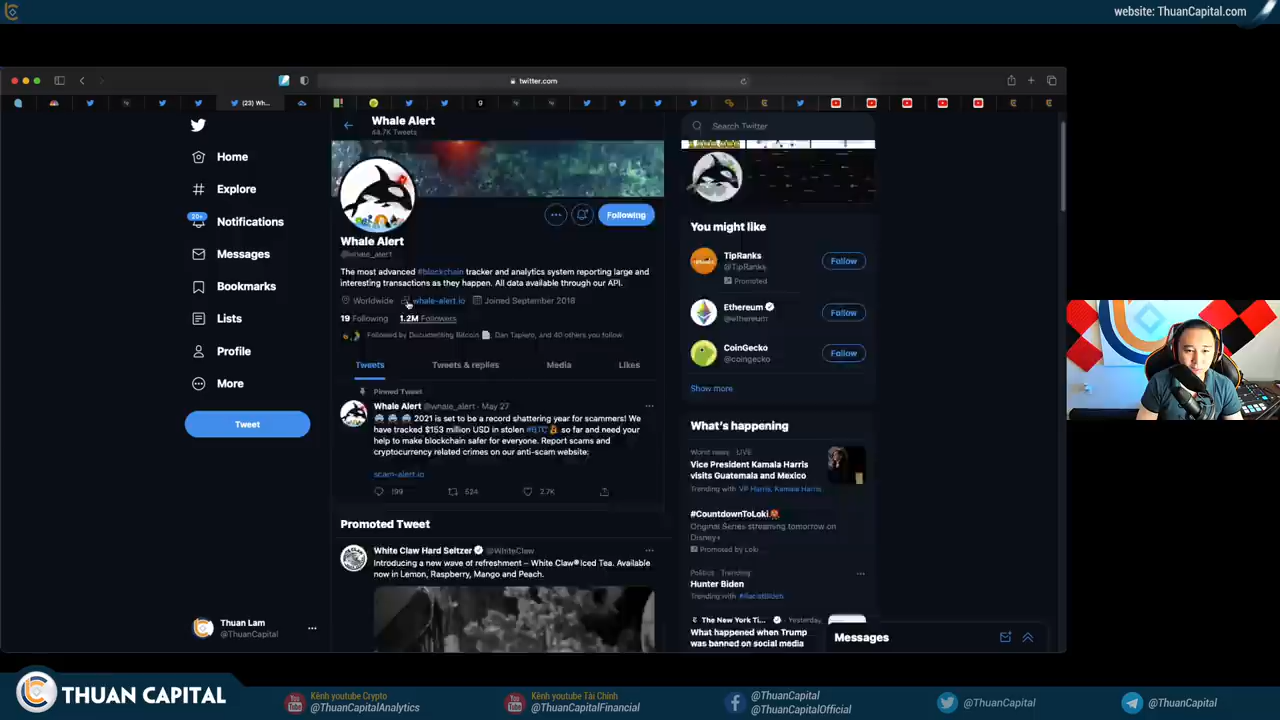 website: ThuanCapital.com
twitter.com
(23) Wh...
Whale Alert
68.7K Tweets
Search Twitter
Home
Explore
20+
Notifications
Messages
Bookmarks
Lists
Profile
More
Tweet
Following
Whale Alert
@whale_alert
The most advanced #blockchain tracker and analytics system reporting large and
interesting transactions as they happen. All data available through our API.
Worldwide
whale-alert.io
Joined September 2018
19 Following
1.2M Followers
Followed by Documenting Bitcoin
Dan Tapiero, and 40 others you follow
Tweets
Tweets & replies
Media
Likes
Pinned Tweet
Whale Alert @whale_alert · May 27
2021 is set to be a record shattering year for scammers! We
have tracked $153 million USD in stolen #BTC so far and need your
help to make blockchain safer for everyone. Report scams and
cryptocurrency related crimes on our anti-scam website:
scam-alert.io
199
524
2.7K
Promoted Tweet
White Claw Hard Seltzer @WhiteClaw
Introducing a new wave of refreshment – White Claw® Iced Tea. Available
now in Lemon, Raspberry, Mango and Peach.
You might like
TipRanks
@TipRanks
Promoted
Follow
Ethereum
@ethereum
Follow
CoinGecko
@coingecko
Follow
Show more
What's happening
World news · LIVE
Vice President Kamala Harris
visits Guatemala and Mexico
Trending with VP Harris, Kamala Harris
#CountdownToLoki
Original Series streaming tomorrow on
Disney+
Promoted by Loki
Politics · Trending
Hunter Biden
Trending with #HunterBiden
The New York Ti... · Yesterday
What happened when Trump
was banned on social media
Messages
Thuan Lam
@ThuanCapital
THUAN CAPITAL
Kênh youtube Crypto
@ThuanCapitalAnalytics
Kênh youtube Tài Chính
@ThuanCapitalFinancial
@ThuanCapital
@ThuanCapitalOfficial
@ThuanCapital
@ThuanCapital